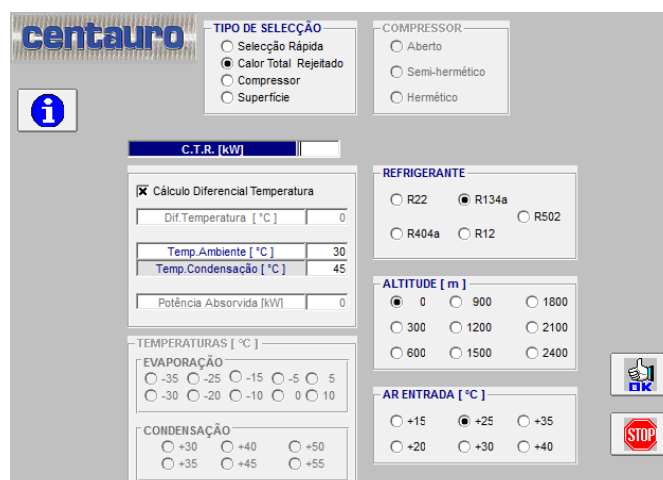 centauro
TIPO DE SELECÇÃO
Selecção Rápida
Calor Total Rejeitado
Compressor
Superfície
COMPRESSOR
Aberto
Semi-hermético
Hermético
C.T.R. [kW]
Cálculo Diferencial Temperatura
Dif.Temperatura [ °C ] 0
Temp.Ambiente [ °C ] 30
Temp.Condensação [ °C ] 45
Potência Absorvida [kW] 0
REFRIGERANTE
R22 R134a
R502
R404a R12
ALTITUDE [ m ]
0 900 1800
300 1200 2100
600 1500 2400
TEMPERATURAS [ °C ]
EVAPORAÇÃO
-35 -25 -15 -5 5
-30 -20 -10 0 10
CONDENSAÇÃO
+30 +40 +50
+35 +45 +55
AR ENTRADA [ °C ]
+15 +25 +35
+20 +30 +40
OK
STOP